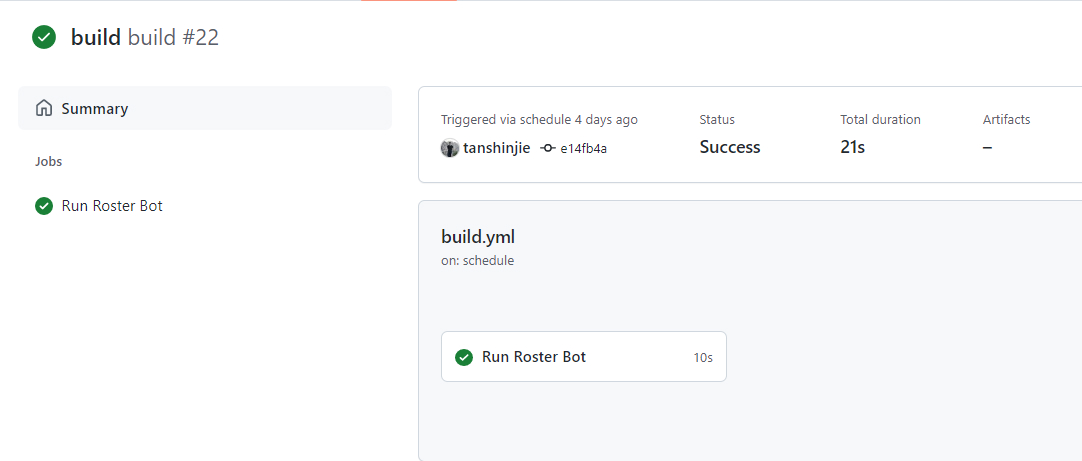 build build #22
Summary
Jobs
Run Roster Bot
Triggered via schedule 4 days ago
tanshinjie e14fb4a
Status
Success
Total duration
21s
Artifacts
–
build.yml
on: schedule
Run Roster Bot 10s